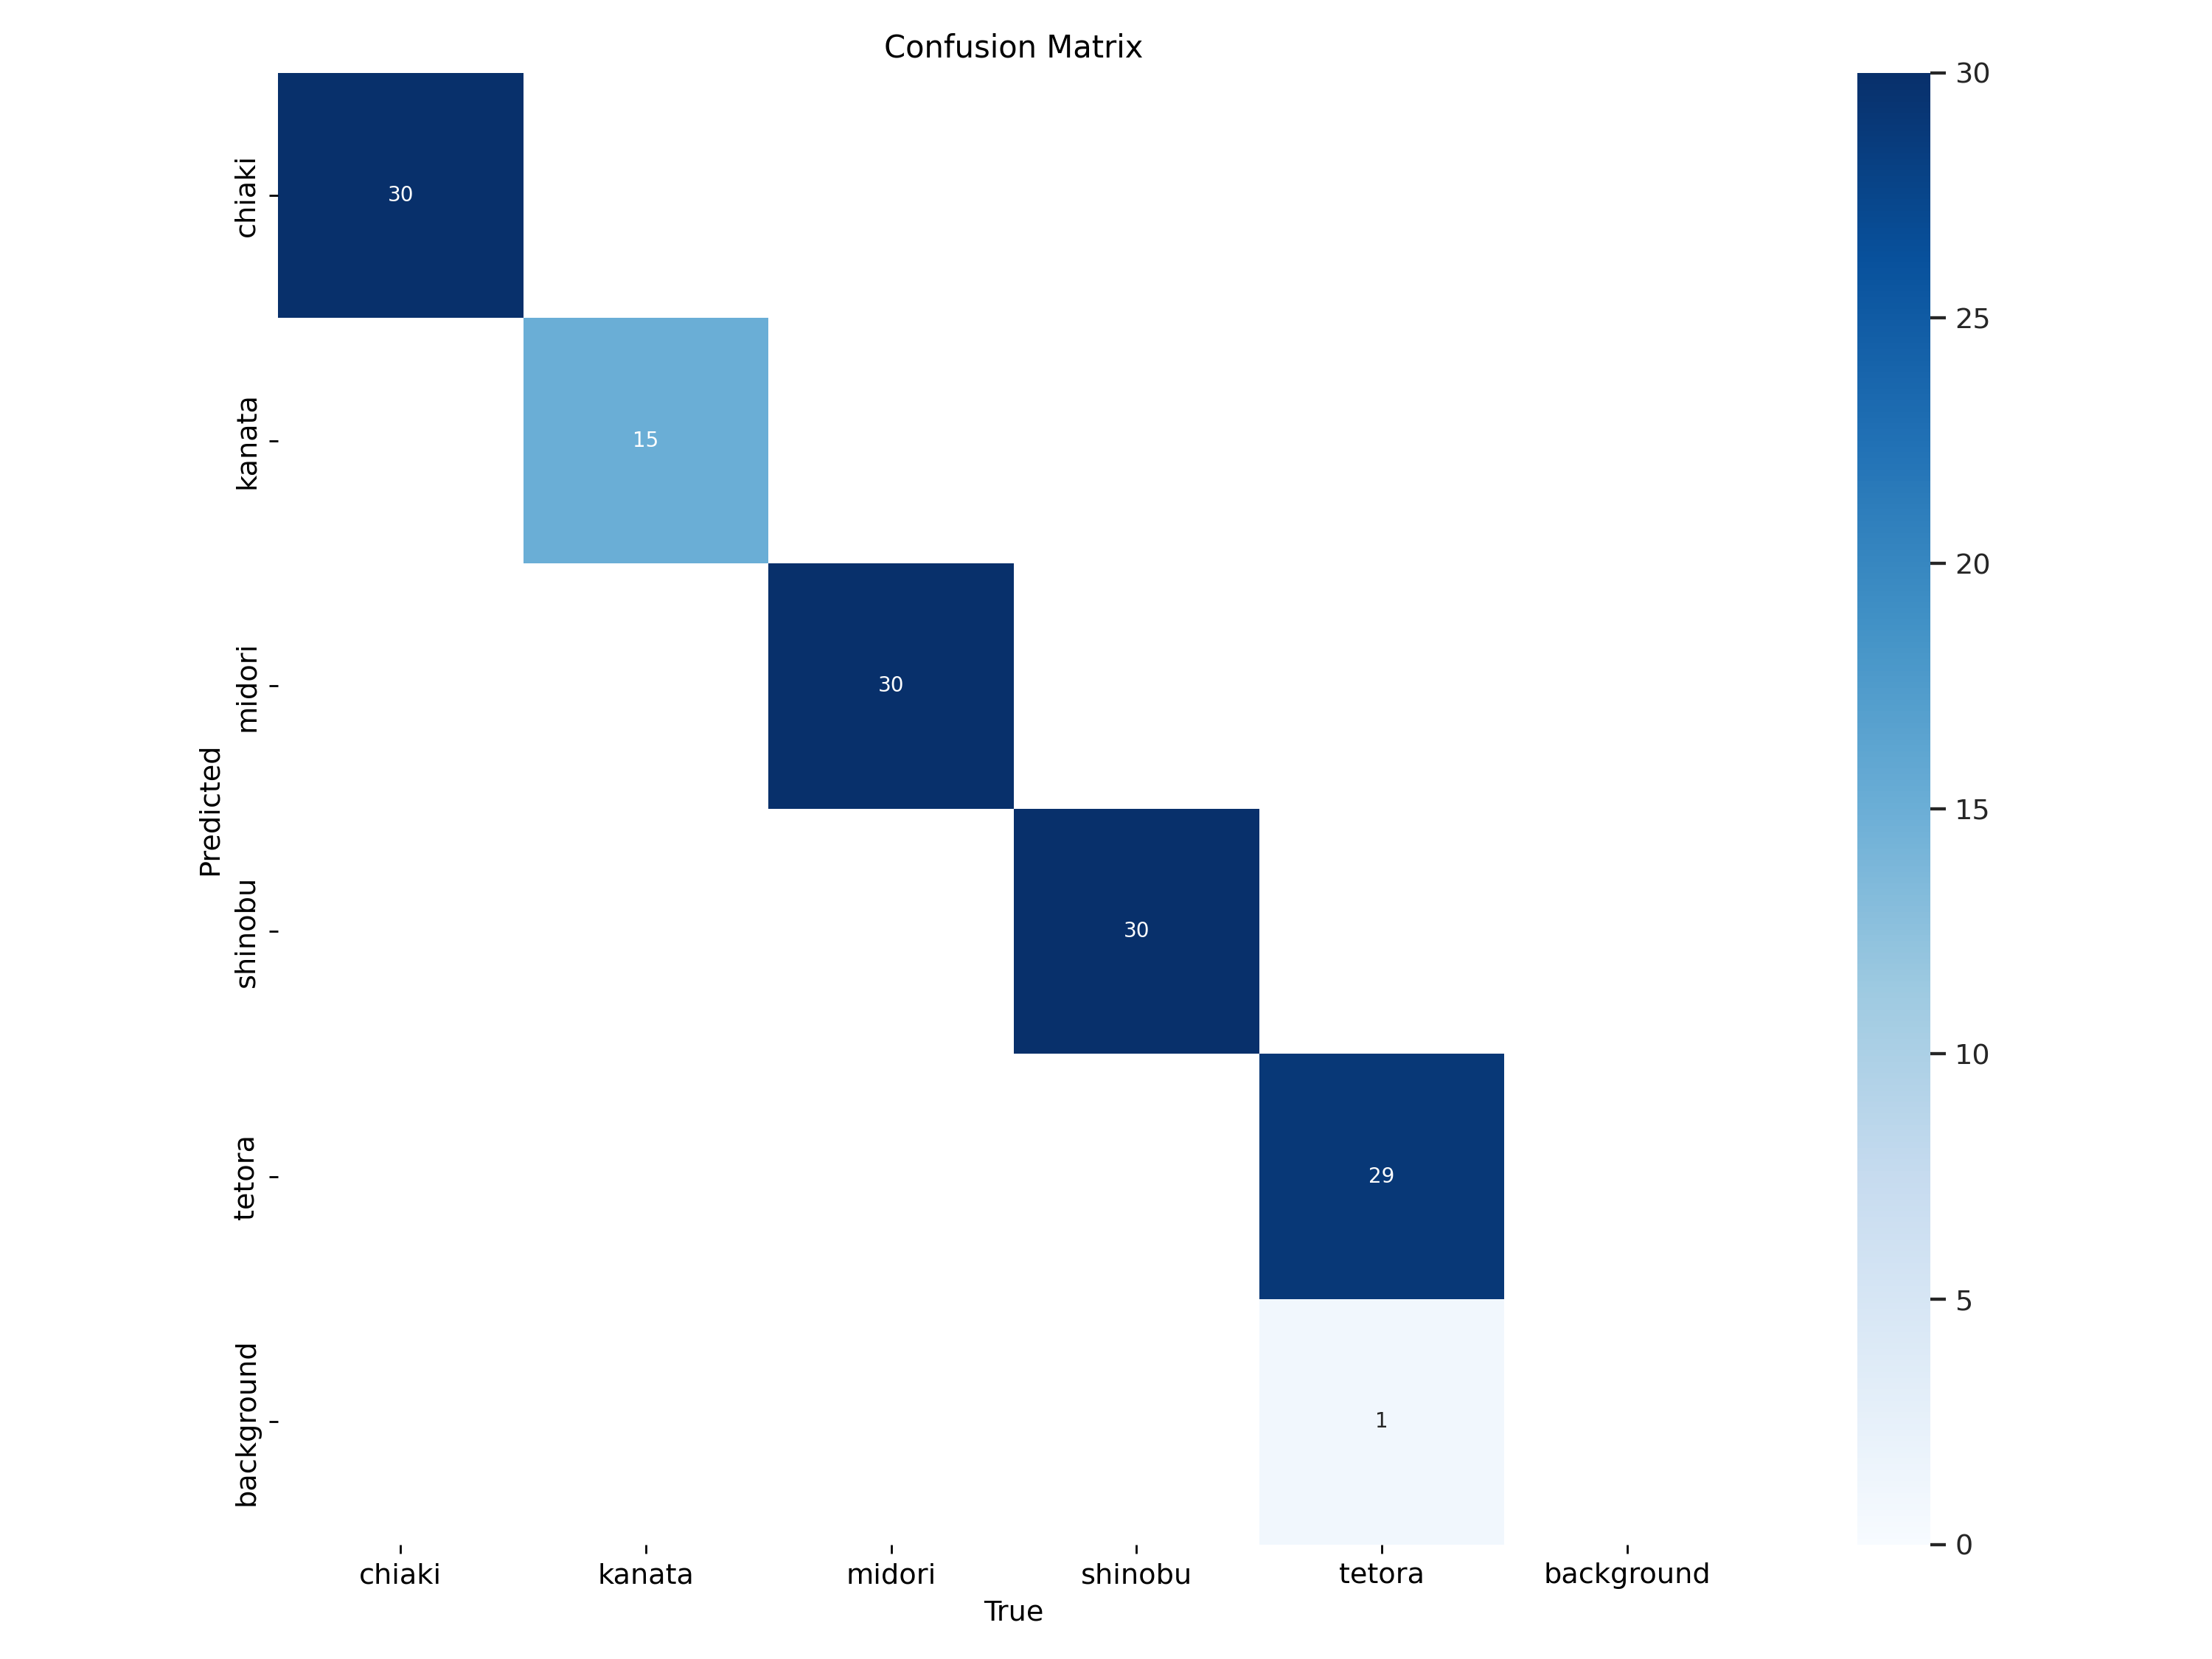 Confusion Matrix
chiaki
kanata
midori
shinobu
tetora
background
Predicted
30
15
30
30
29
1
chiaki kanata midori shinobu tetora background
True
30
25
20
15
10
5
0